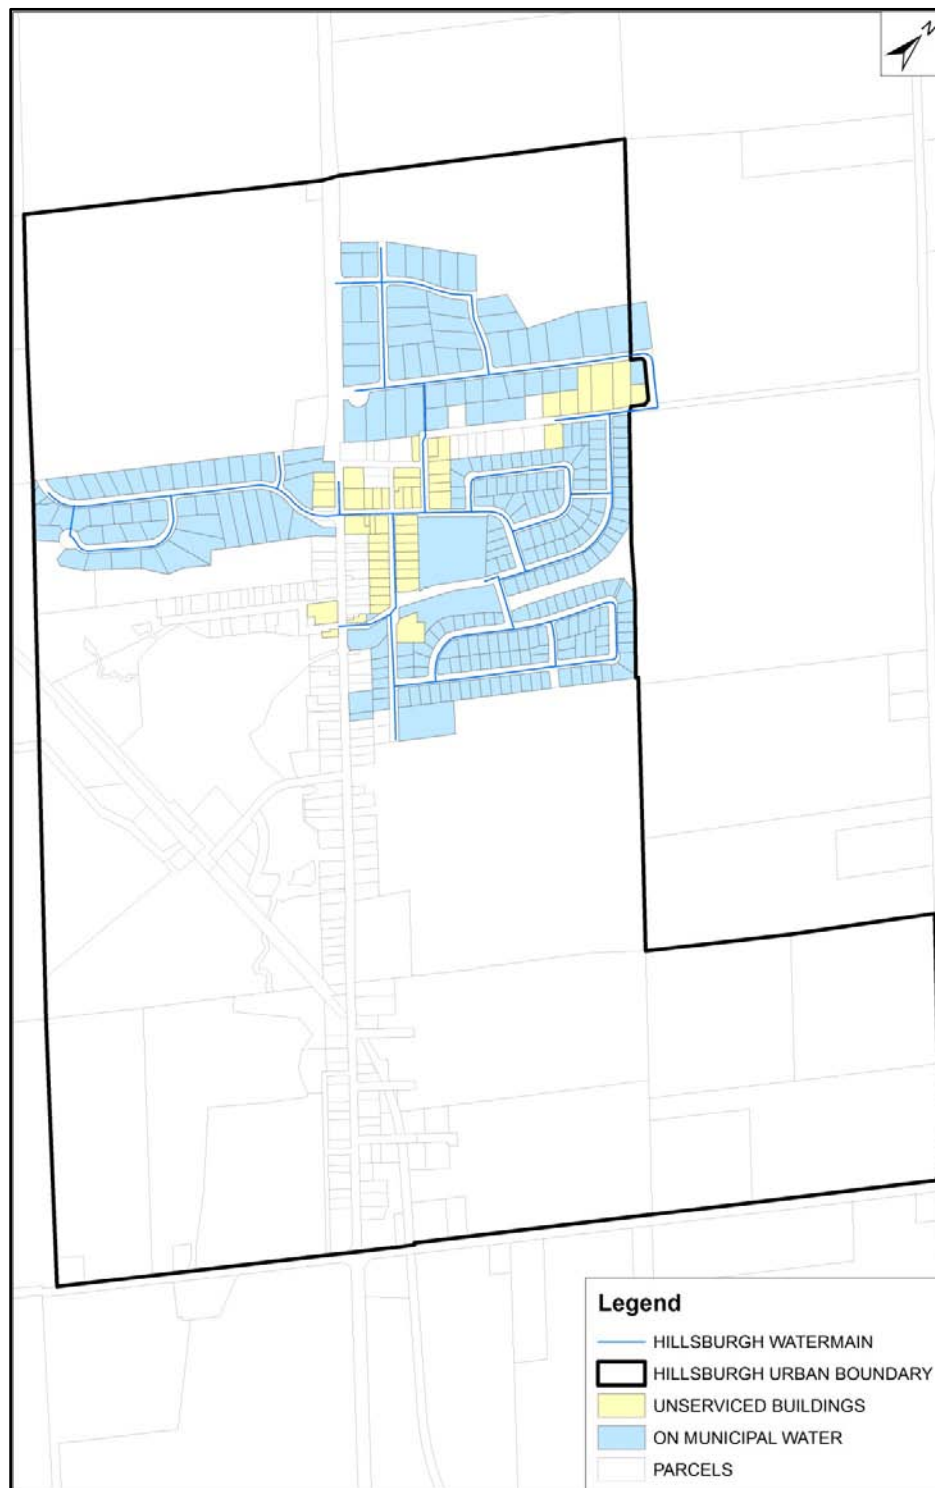 N
Legend
HILLSBURGH WATERMAIN
HILLSBURGH URBAN BOUNDARY
UNSERVICED BUILDINGS
ON MUNICIPAL WATER
PARCELS